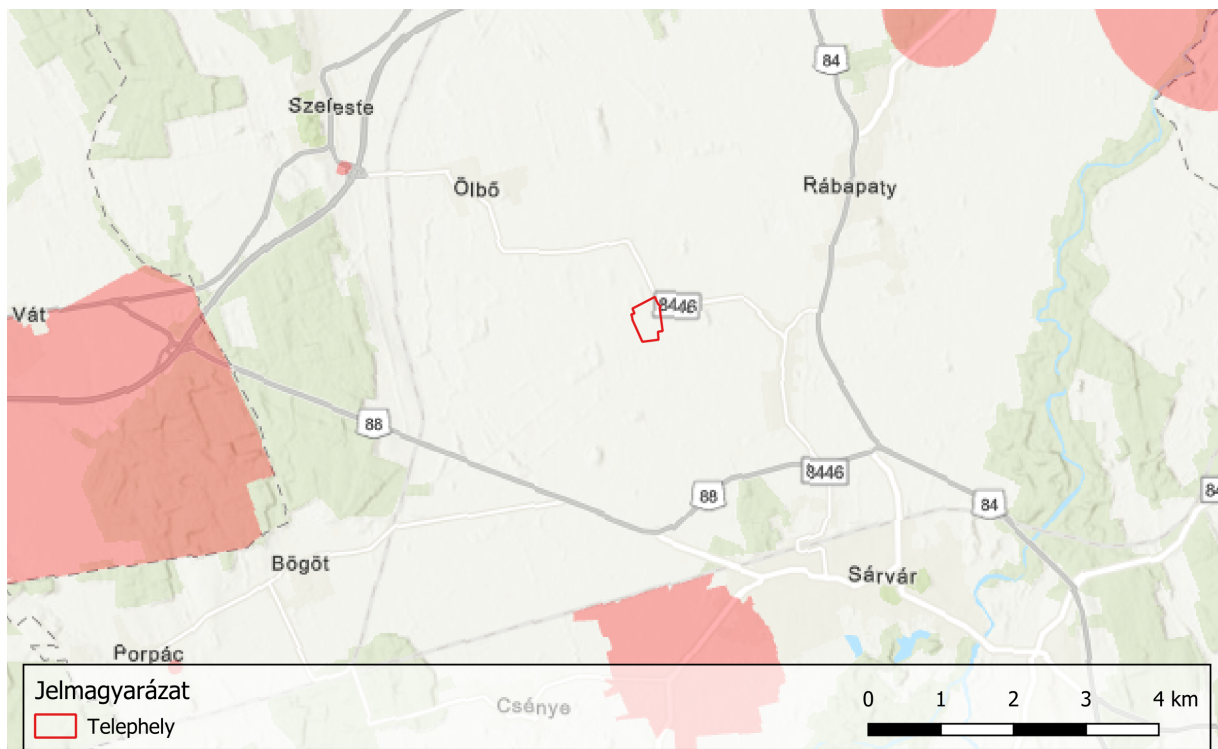 84
Szeleste
Ölbő
Rábapaty
8446
Vát
88
8446
88
84
84
Bögöt
Sárvár
Porpác
Csénye
Jelmagyarázat
Telephely
0 1 2 3 4 km